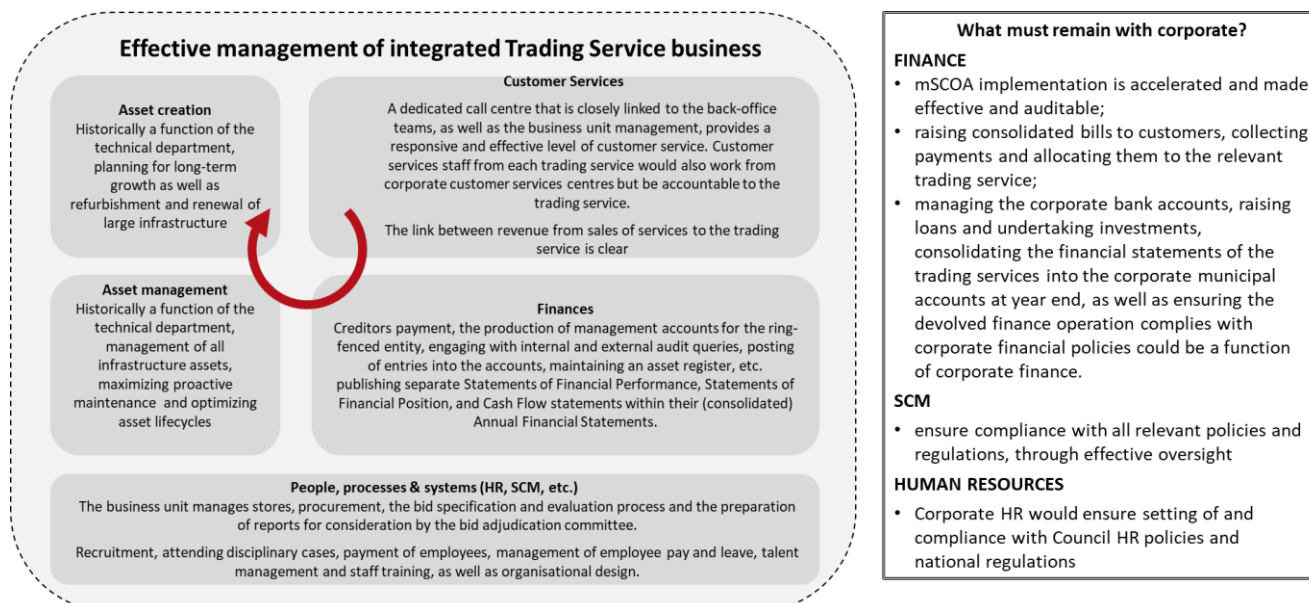 Effective management of integrated Trading Service business
Asset creation
Historically a function of the
technical department,
planning for long-term
growth as well as
refurbishment and renewal of
large infrastructure
Customer Services
A dedicated call centre that is closely linked to the back-office
teams, as well as the business unit management, provides a
responsive and effective level of customer service. Customer
services staff from each trading service would also work from
corporate customer services centres but be accountable to the
trading service.
The link between revenue from sales of services to the trading
service is clear
Asset management
Historically a function of the
technical department,
management of all
infrastructure assets,
maximizing proactive
maintenance and optimizing
asset lifecycles
Finances
Creditors payment, the production of management accounts for the ring-
fenced entity, engaging with internal and external audit queries, posting
of entries into the accounts, maintaining an asset register, etc.
publishing separate Statements of Financial Performance, Statements of
Financial Position, and Cash Flow statements within their (consolidated)
Annual Financial Statements.
People, processes & systems (HR, SCM, etc.)
The business unit manages stores, procurement, the bid specification and evaluation process and the preparation
of reports for consideration by the bid adjudication committee.
Recruitment, attending disciplinary cases, payment of employees, management of employee pay and leave, talent
management and staff training, as well as organisational design.
What must remain with corporate?
FINANCE
• mSCOA implementation is accelerated and made
effective and auditable;
• raising consolidated bills to customers, collecting
payments and allocating them to the relevant
trading service;
• managing the corporate bank accounts, raising
loans and undertaking investments,
consolidating the financial statements of the
trading services into the corporate municipal
accounts at year end, as well as ensuring the
devolved finance operation complies with
corporate financial policies could be a function
of corporate finance.
SCM
• ensure compliance with all relevant policies and
regulations, through effective oversight
HUMAN RESOURCES
• Corporate HR would ensure setting of and
compliance with Council HR policies and
national regulations